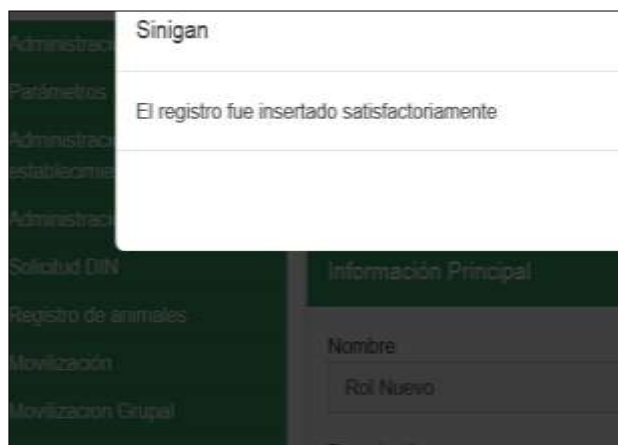 Sinigan
El registro fue insertado satisfactoriamente
Parámetros
Solicitud DIN
Registro de animales
Movilización
Movilizacion Grupal
Información Principal
Nombre
Rol Nuevo